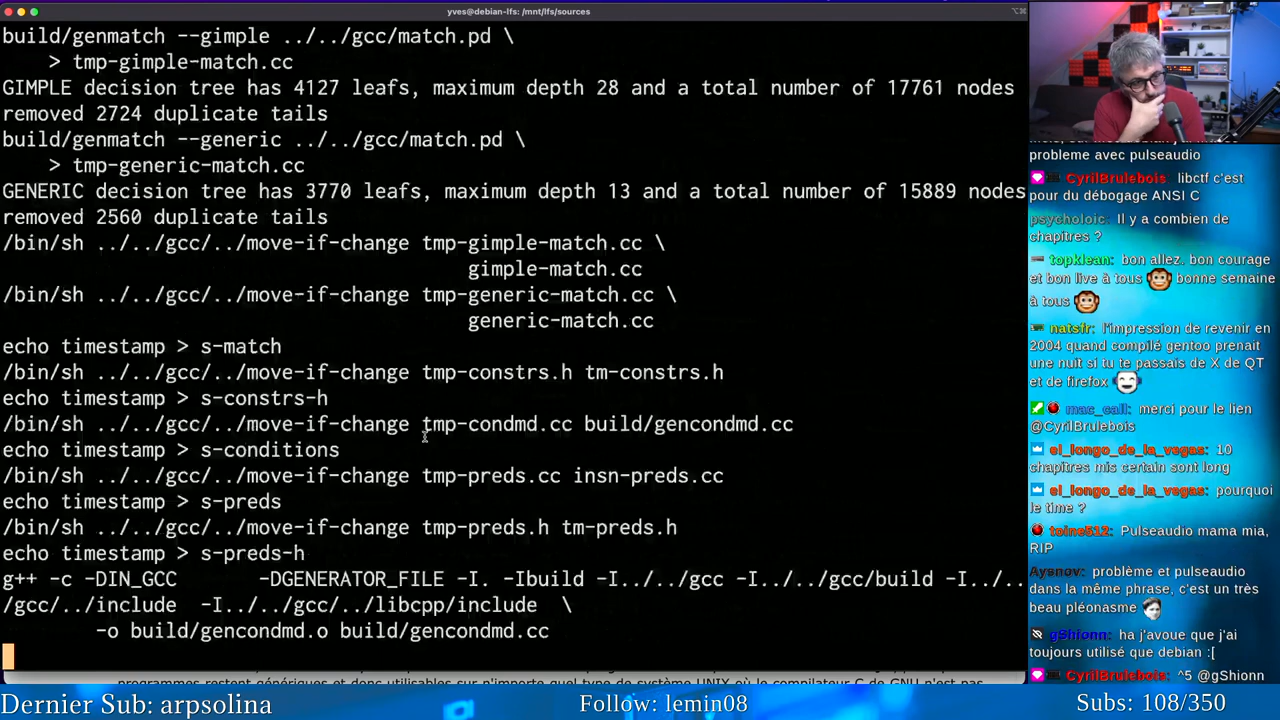 yves@debian-lfs: /mnt/lfs/sources
build/genmatch --gimple ../../gcc/match.pd \
> tmp-gimple-match.cc
GIMPLE decision tree has 4127 leafs, maximum depth 28 and a total number of 17761 nodes
removed 2724 duplicate tails
build/genmatch --generic ../../gcc/match.pd \
> tmp-generic-match.cc
GENERIC decision tree has 3770 leafs, maximum depth 13 and a total number of 15889 nodes
removed 2560 duplicate tails
/bin/sh ../../gcc/../move-if-change tmp-gimple-match.cc \
gimple-match.cc
/bin/sh ../../gcc/../move-if-change tmp-generic-match.cc \
generic-match.cc
echo timestamp > s-match
/bin/sh ../../gcc/../move-if-change tmp-constrs.h tm-constrs.h
echo timestamp > s-constrs-h
/bin/sh ../../gcc/../move-if-change tmp-condmd.cc build/gencondmd.cc
echo timestamp > s-conditions
/bin/sh ../../gcc/../move-if-change tmp-preds.cc insn-preds.cc
echo timestamp > s-preds
/bin/sh ../../gcc/../move-if-change tmp-preds.h tm-preds.h
echo timestamp > s-preds-h
g++ -c -DIN_GCC -DGENERATOR_FILE -I. -Ibuild -I../../gcc -I../../gcc/build -I../..
/gcc/../include -I../../gcc/../libcpp/include \
-o build/gencondmd.o build/gencondmd.cc
probleme avec pulseaudio
CyrilBrulebois: libctf c'est
pour du débogage ANSI C
psycholoic: Il y a combien de
chapitres ?
topklean: bon allez. bon courage
et bon live à tous bonne semaine
à tous
natsfr: l'impression de revenir en
2004 quand compilé gentoo prenait
une nuit si tu te passais de X de QT
et de firefox
mac_call: merci pour le lien
@CyrilBrulebois
el_longo_de_la_vegas: 10
chapitres mis certain sont long
el_longo_de_la_vegas: pourquoi
le time ?
toine512: Pulseaudio mama mia,
RIP
Aysnov: problème et pulseaudio
dans la même phrase, c'est un très
beau pléonasme
gShionn: ha j'avoue que j'ai
toujours utilisé que debian :[
CyrilBrulebois: ^5 @gShionn
Dernier Sub: arpsolina
Follow: lemin08
Subs: 108/350